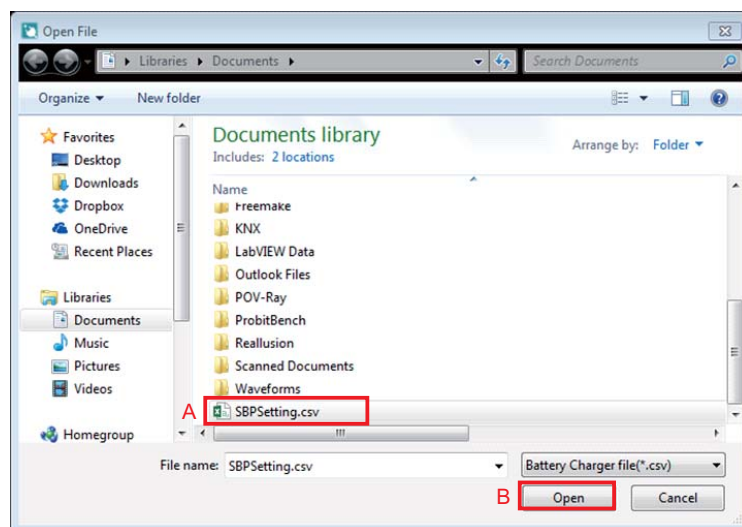 Open File
Libraries Documents
Search Documents
Organize New folder
Favorites
Desktop
Downloads
Dropbox
OneDrive
Recent Places
Libraries
Documents
Music
Pictures
Videos
Homegroup
Documents library
Includes: 2 locations
Arrange by: Folder
Name
Freemake
KNX
LabVIEW Data
Outlook Files
POV-Ray
ProbitBench
Reallusion
Scanned Documents
Waveforms
A SBPSetting.csv
File name: SBPSetting.csv
Battery Charger file(*.csv)
B Open Cancel